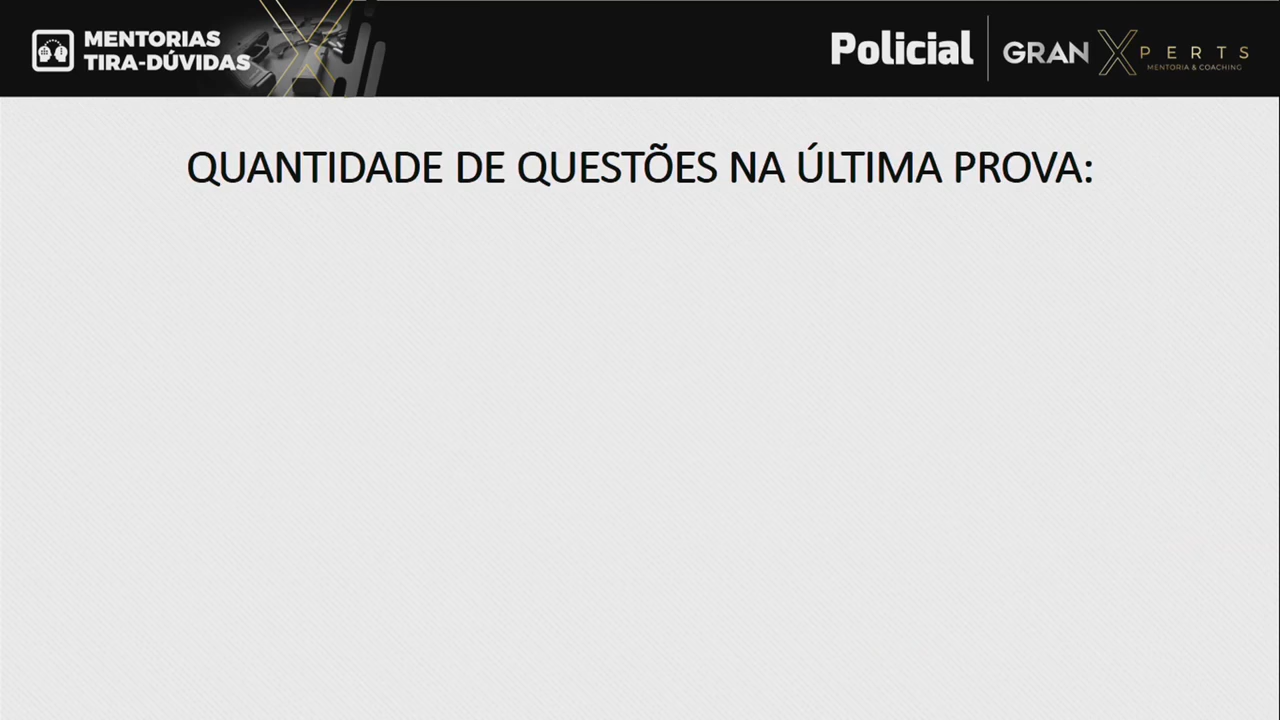 MENTORIAS
TIRA-DÚVIDAS
Policial
GRAN XPERTS
MENTORIA & COACHING
QUANTIDADE DE QUESTÕES NA ÚLTIMA PROVA: